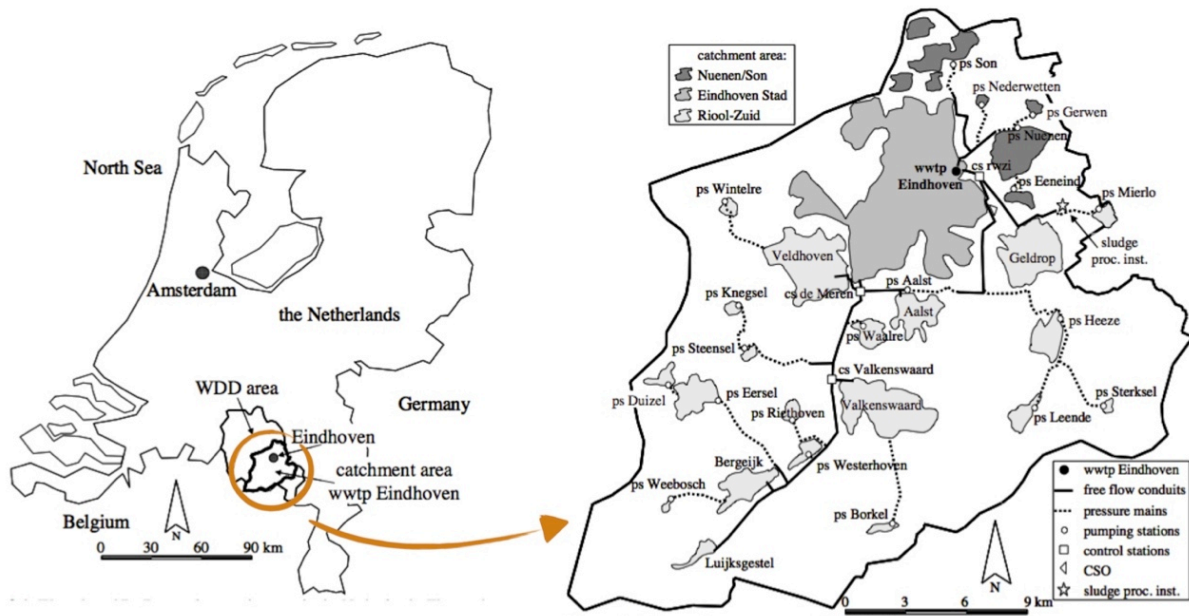 North Sea
Amsterdam
the Netherlands
WDD area
Germany
Eindhoven
catchment area
wwtp Eindhoven
Belgium
N
0 30 60 90 km
catchment area:
Nuenen/Son
Eindhoven Stad
Riool-Zuid
ps Son
ps Nederwetten
ps Gerwen
ps Nuenen
cs rwzi
wwtp
Eindhoven
ps Eeneind
ps Mierlo
ps Wintelre
sludge
proc. inst.
Veldhoven
Geldrop
ps Aalst
cs de Meren
ps Knegsel
Aalst
ps Heeze
ps Waalre
ps Steensel
cs Valkenswaard
ps Duizel
ps Eersel
ps Riethoven
Valkenswaard
ps Sterksel
ps Leende
Bergeijk
ps Westerhoven
ps Weebosch
ps Borkel
Luijksgestel
wwtp Eindhoven
free flow conduits
pressure mains
pumping stations
control stations
CSO
sludge proc. inst.
N
0 3 6 9 km